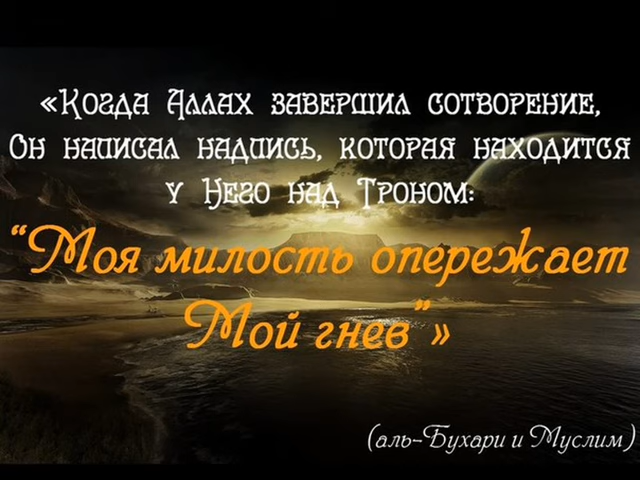 «Когда Аллах завершил сотворение,
Он написал надпись, которая находится
у Него над Троном:
“Моя милость опережает
Мой гнев”»
(аль-Бухари и Муслим)